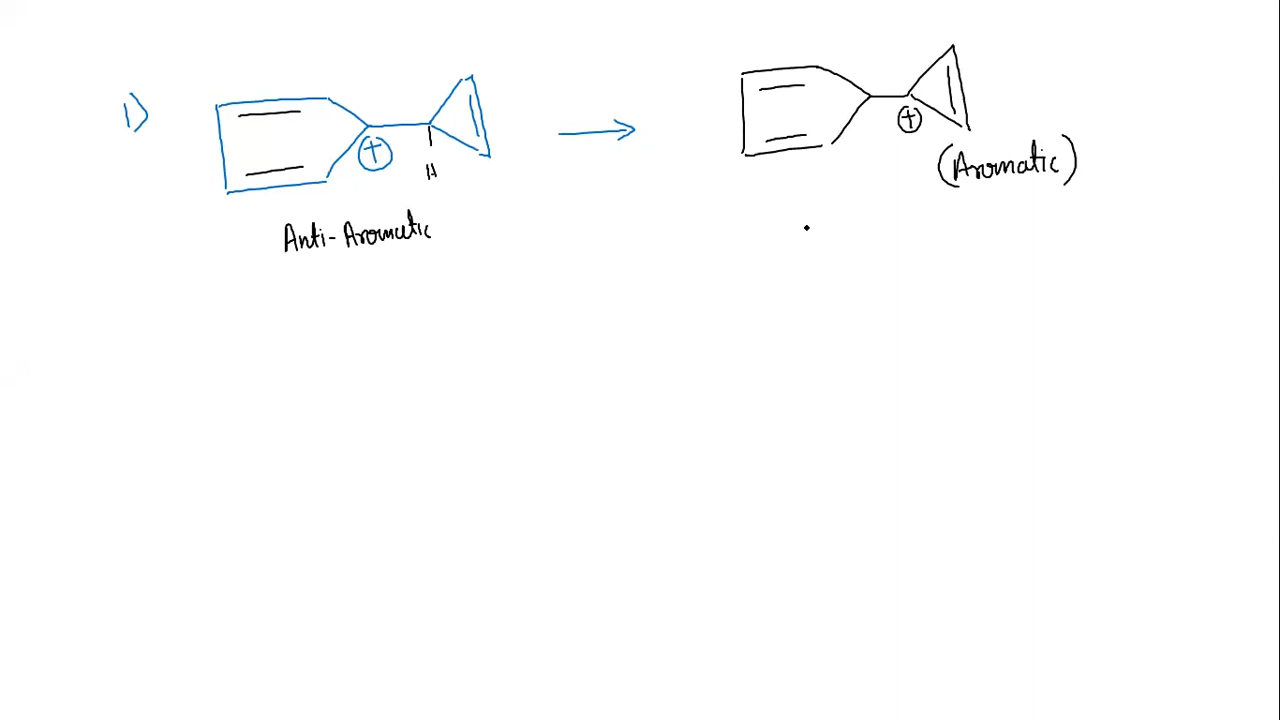 1)
⊕
H
Anti-Aromatic
⊕
(Aromatic)